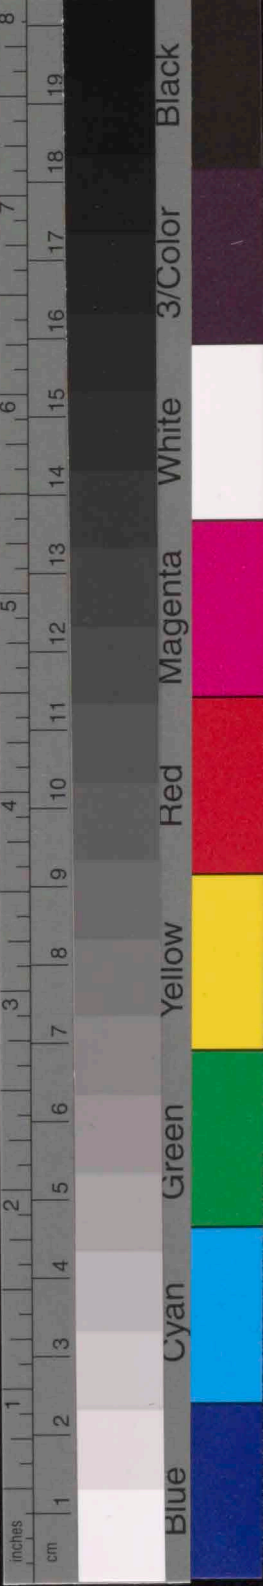 inches 1 2 3 4 5 6 7 8
cm 1 2 3 4 5 6 7 8 9 10 11 12 13 14 15 16 17 18 19
Blue Cyan Green Yellow Red Magenta White 3/Color Black